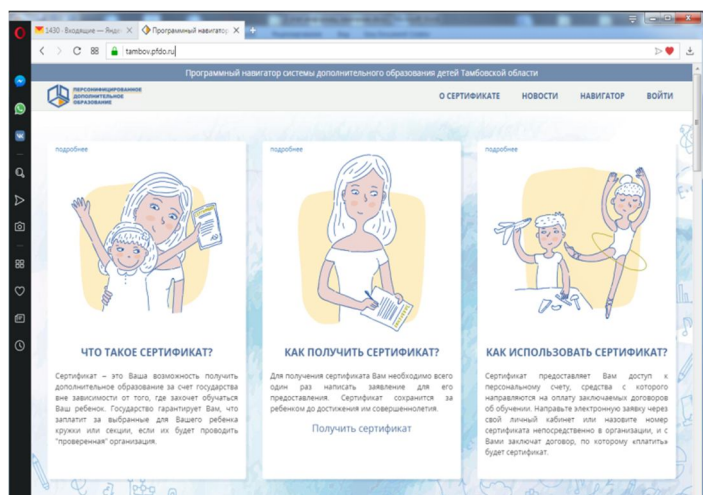 1430 · Входящие — Яндекс
Программный навигатор
tambov.pfdo.ru
Программный навигатор системы дополнительного образования детей Тамбовской области
ПЕРСОНИФИЦИРОВАННОЕ
ДОПОЛНИТЕЛЬНОЕ
ОБРАЗОВАНИЕ
О СЕРТИФИКАТЕ НОВОСТИ НАВИГАТОР ВОЙТИ
подробнее
ЧТО ТАКОЕ СЕРТИФИКАТ?
Сертификат – это Ваша возможность получить
дополнительное образование за счет государства
вне зависимости от того, где захочет обучаться
Ваш ребенок. Государство гарантирует Вам, что
заплатит за выбранные для Вашего ребенка
кружки или секции, если их будет проводить
"проверенная" организация.
подробнее
КАК ПОЛУЧИТЬ СЕРТИФИКАТ?
Для получения сертификата Вам необходимо всего
один раз написать заявление для его
предоставления. Сертификат сохранится за
ребенком до достижения им совершеннолетия.
Получить сертификат
подробнее
КАК ИСПОЛЬЗОВАТЬ СЕРТИФИКАТ?
Сертификат предоставляет Вам доступ к
персональному счету, средства с которого
направляются на оплату заключаемых договоров
об обучении. Направьте электронную заявку через
свой личный кабинет или назовите номер
сертификата непосредственно в организации, и с
Вами заключат договор, по которому «платить»
будет сертификат.